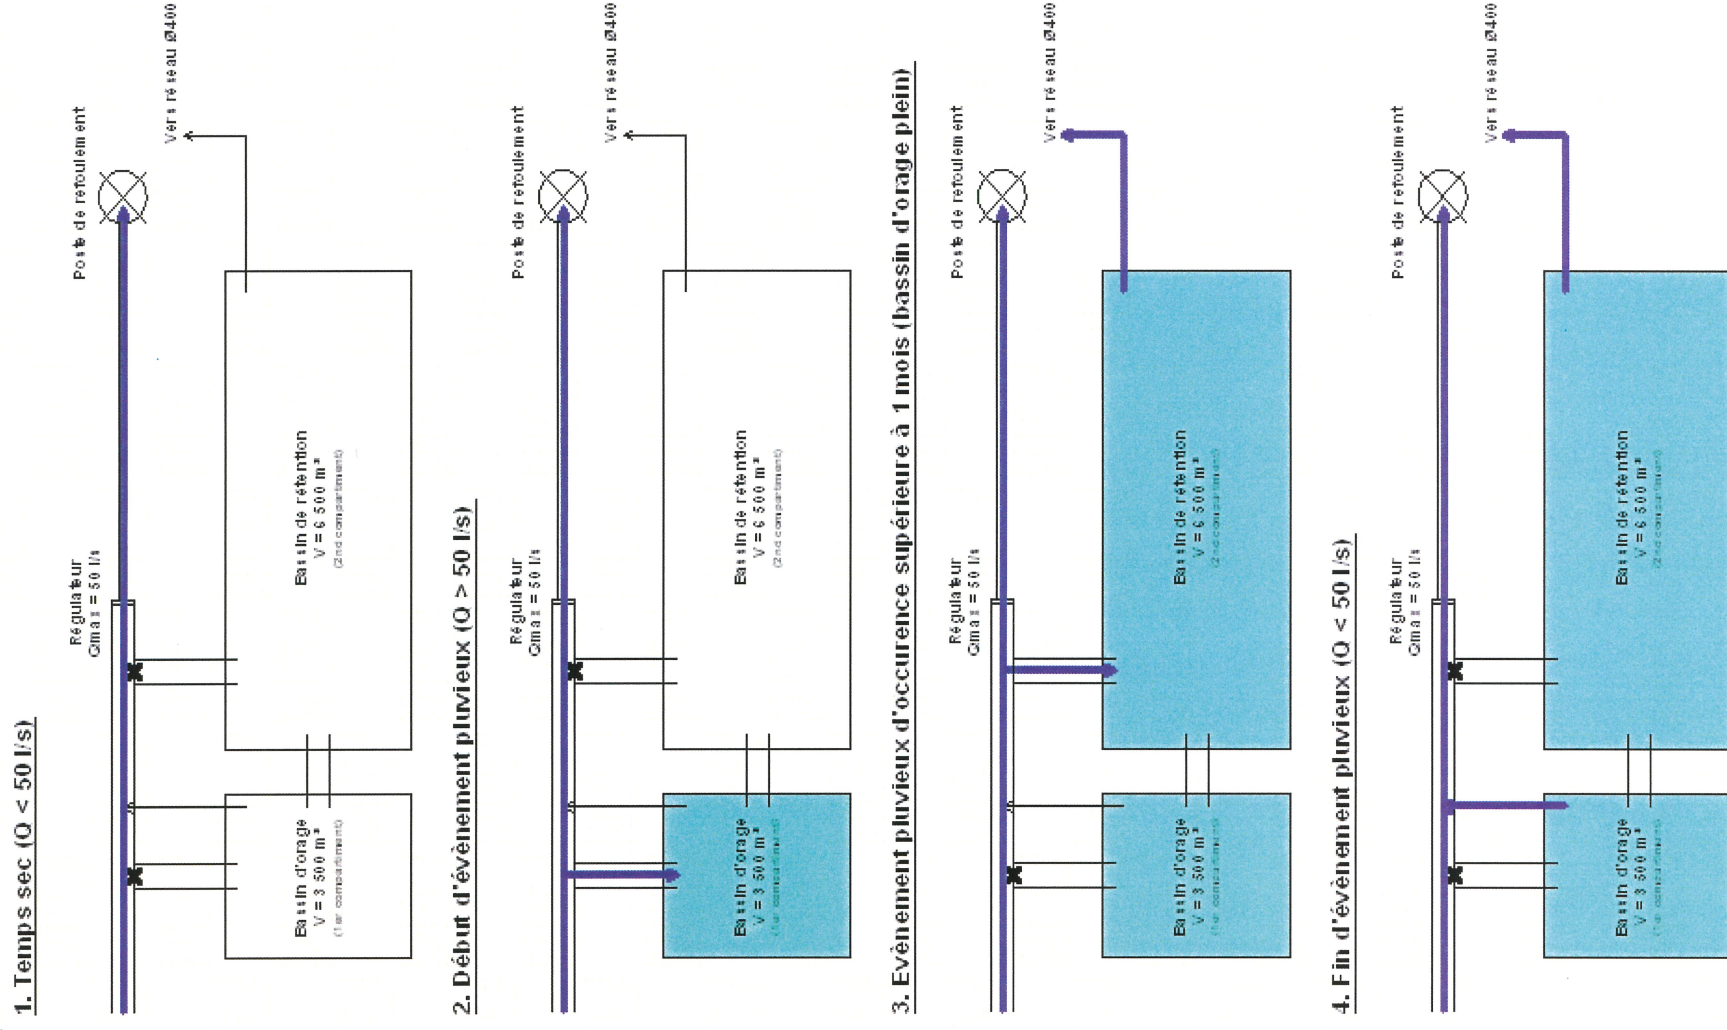 1. Temps sec (Q < 50 l/s)
Régulateur
Qmax = 50 l/s
Poste de refoulement
Vers réseau Ø400
Bassin d'orage
V = 3 500 m³
(1er compartiment)
Bassin de rétention
V = 6 500 m³
(2nd compartiment)
2. Début d'évènement pluvieux (Q > 50 l/s)
Régulateur
Qmax = 50 l/s
Poste de refoulement
Vers réseau Ø400
Bassin d'orage
V = 3 500 m³
(1er compartiment)
Bassin de rétention
V = 6 500 m³
(2nd compartiment)
3. Evènement pluvieux d'occurence supérieure à 1 mois (bassin d'orage plein)
Régulateur
Qmax = 50 l/s
Poste de refoulement
Vers réseau Ø400
Bassin d'orage
V = 3 500 m³
(1er compartiment)
Bassin de rétention
V = 6 500 m³
(2nd compartiment)
4. Fin d'évènement pluvieux (Q < 50 l/s)
Régulateur
Qmax = 50 l/s
Poste de refoulement
Vers réseau Ø400
Bassin d'orage
V = 3 500 m³
(1er compartiment)
Bassin de rétention
V = 6 500 m³
(2nd compartiment)